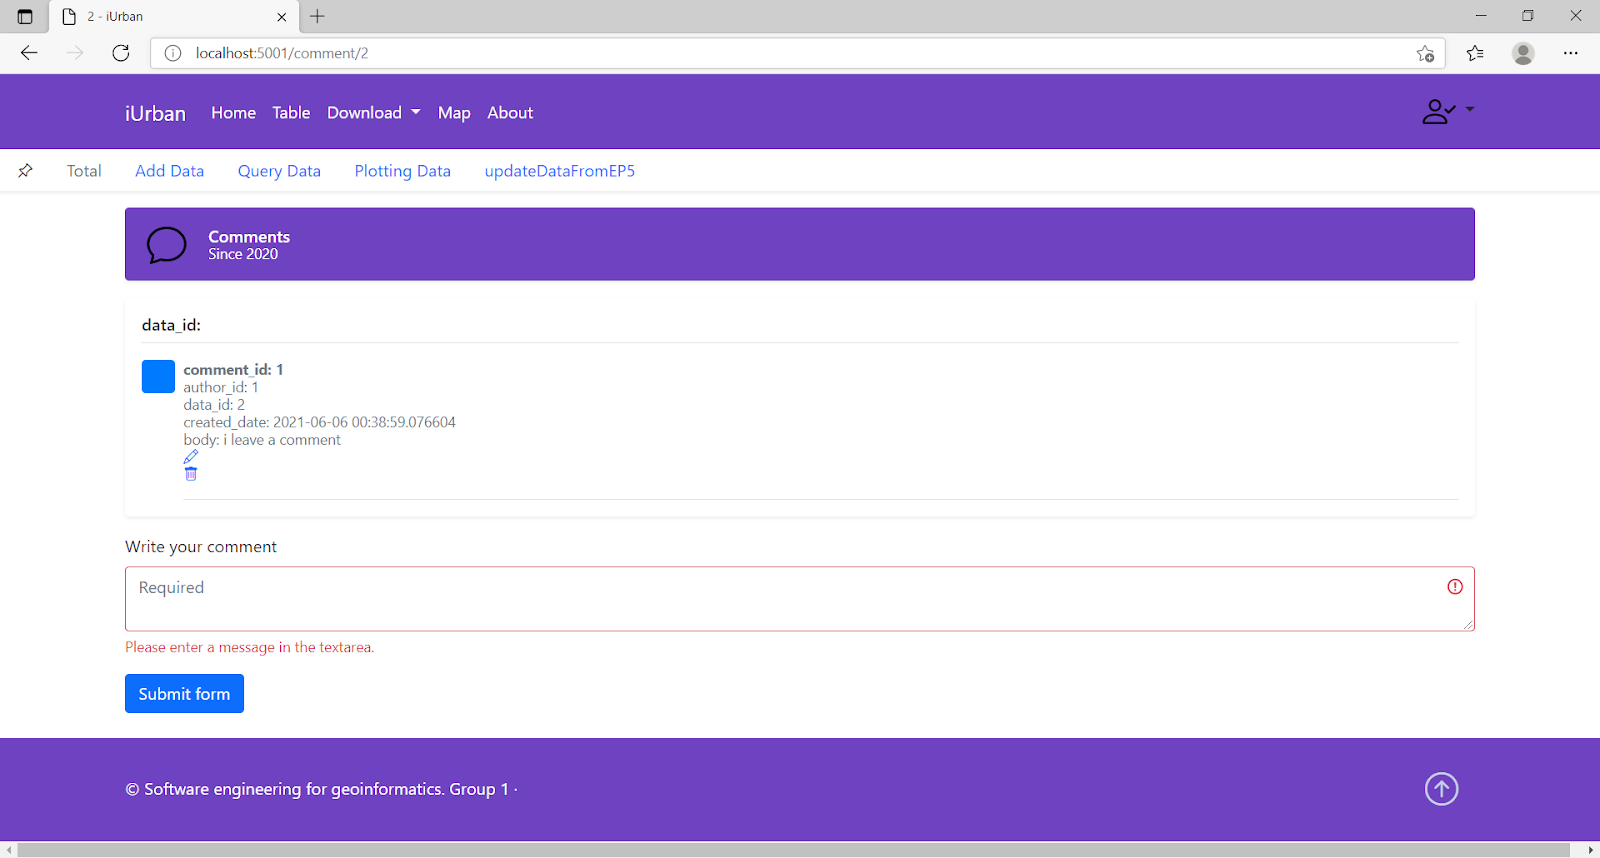 2 - iUrban
localhost:5001/comment/2
iUrban Home Table Download Map About
Total Add Data Query Data Plotting Data updateDataFromEP5
Comments
Since 2020
data_id:
comment_id: 1
author_id: 1
data_id: 2
created_date: 2021-06-06 00:38:59.076604
body: i leave a comment
Write your comment
Required
Please enter a message in the textarea.
Submit form
© Software engineering for geoinformatics. Group 1 ·